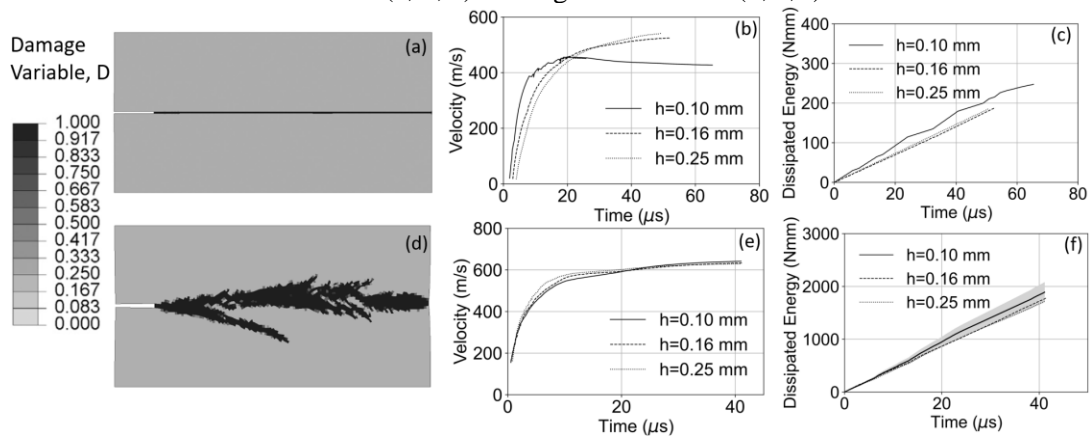 Damage
Variable, D
1.000
0.917
0.833
0.750
0.667
0.583
0.500
0.417
0.333
0.250
0.167
0.083
0.000
(a)
(d)
(b)
Velocity (m/s)
600
400
200
0
h=0.10 mm
h=0.16 mm
h=0.25 mm
0 20 40 60 80
Time (μs)
(c)
Dissipated Energy (Nmm)
400
300
200
100
0
h=0.10 mm
h=0.16 mm
h=0.25 mm
0 20 40 60 80
Time (μs)
(e)
Velocity (m/s)
800
600
400
200
0
h=0.10 mm
h=0.16 mm
h=0.25 mm
0 20 40
Time (μs)
(f)
Dissipated Energy (Nmm)
3000
2000
1000
0
h=0.10 mm
h=0.16 mm
h=0.25 mm
0 10 20 30 40
Time (μs)